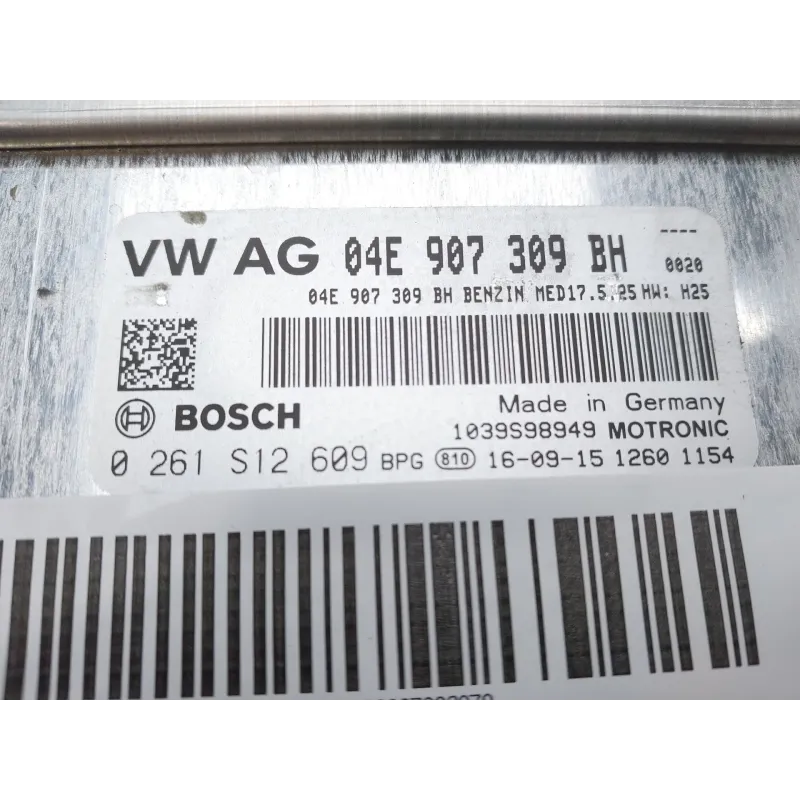 VW AG 04E 907 309 BH ----
0020
04E 907 309 BH BENZIN MED17.5.25 HW: H25
BOSCH
Made in Germany
1039S98949 MOTRONIC
0 261 S12 609 BPG 810 16-09-15 1260 1154